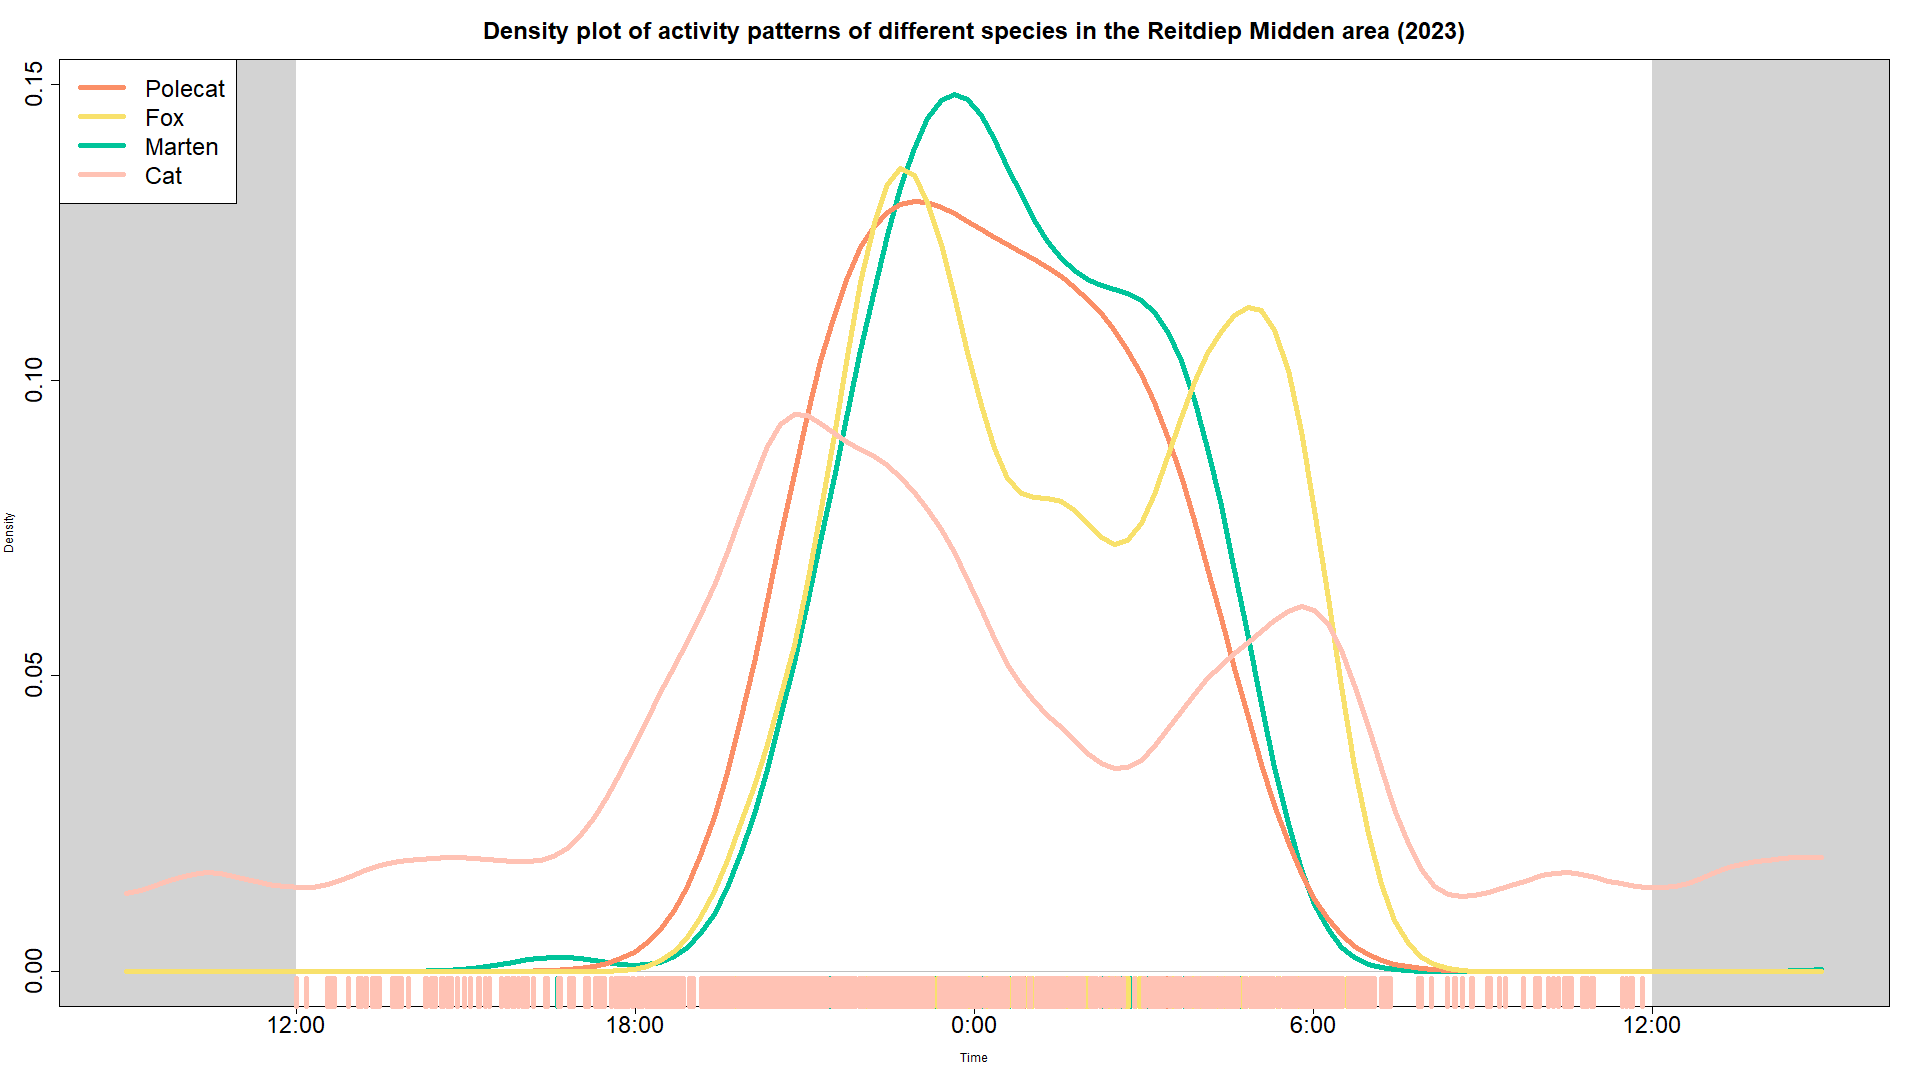 Density plot of activity patterns of different species in the Reitdiep Midden area (2023)
Polecat
Fox
Marten
Cat
0.15
0.10
0.05
0.00
Density
12:00
18:00
0:00
6:00
12:00
Time